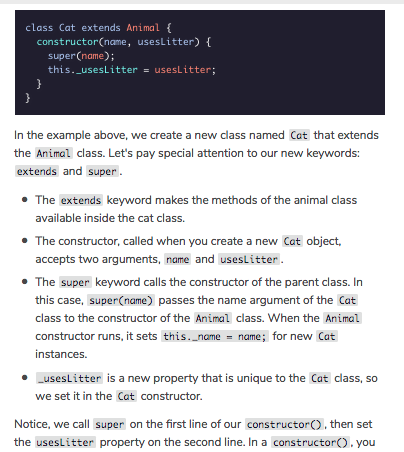 class Cat extends Animal {
  constructor(name, usesLitter) {
    super(name);
    this._usesLitter = usesLitter;
  }
}
In the example above, we create a new class named Cat that extends
the Animal class. Let's pay special attention to our new keywords:
extends and super.
• The extends keyword makes the methods of the animal class
available inside the cat class.
• The constructor, called when you create a new Cat object,
accepts two arguments, name and usesLitter.
• The super keyword calls the constructor of the parent class. In
this case, super(name) passes the name argument of the Cat
class to the constructor of the Animal class. When the Animal
constructor runs, it sets this._name = name; for new Cat
instances.
• _usesLitter is a new property that is unique to the Cat class, so
we set it in the Cat constructor.
Notice, we call super on the first line of our constructor(), then set
the usesLitter property on the second line. In a constructor(), you